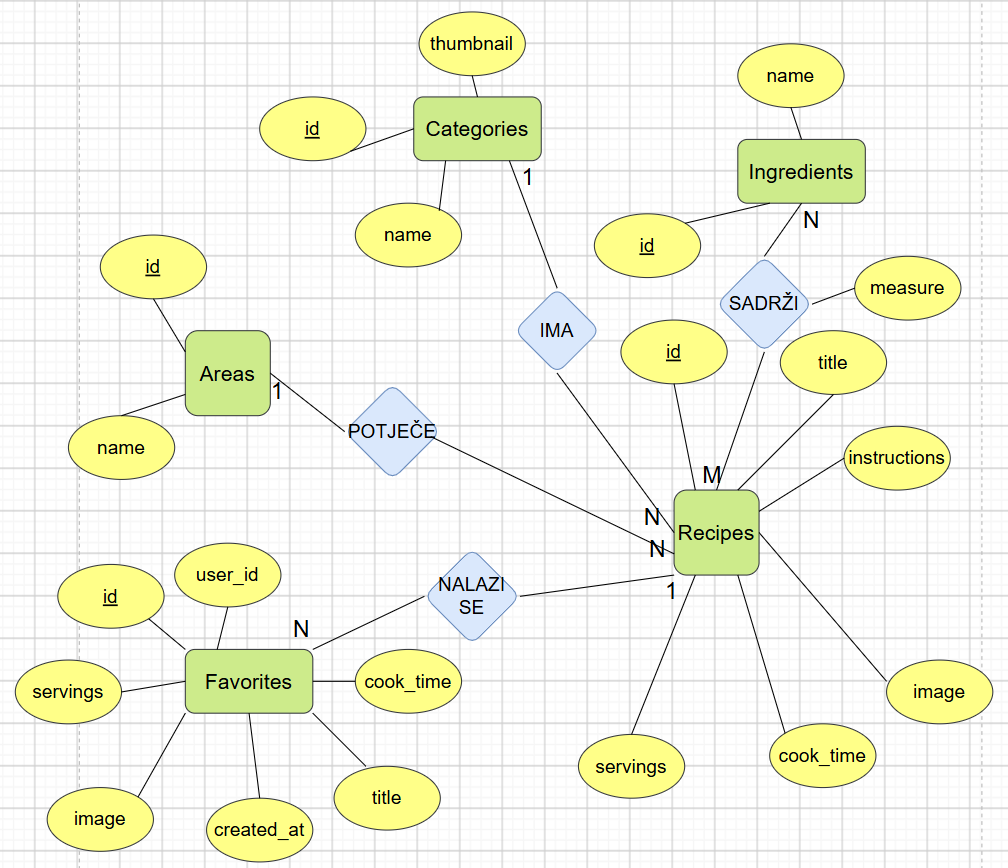 thumbnail
name
id
Categories
1
Ingredients
N
name
id
id
SADRŽI
measure
IMA
id
title
Areas
1
POTJEČE
name
instructions
M
N
Recipes
N
user_id
NALAZI
SE
id
1
N
Favorites
cook_time
servings
image
cook_time
servings
title
image
created_at